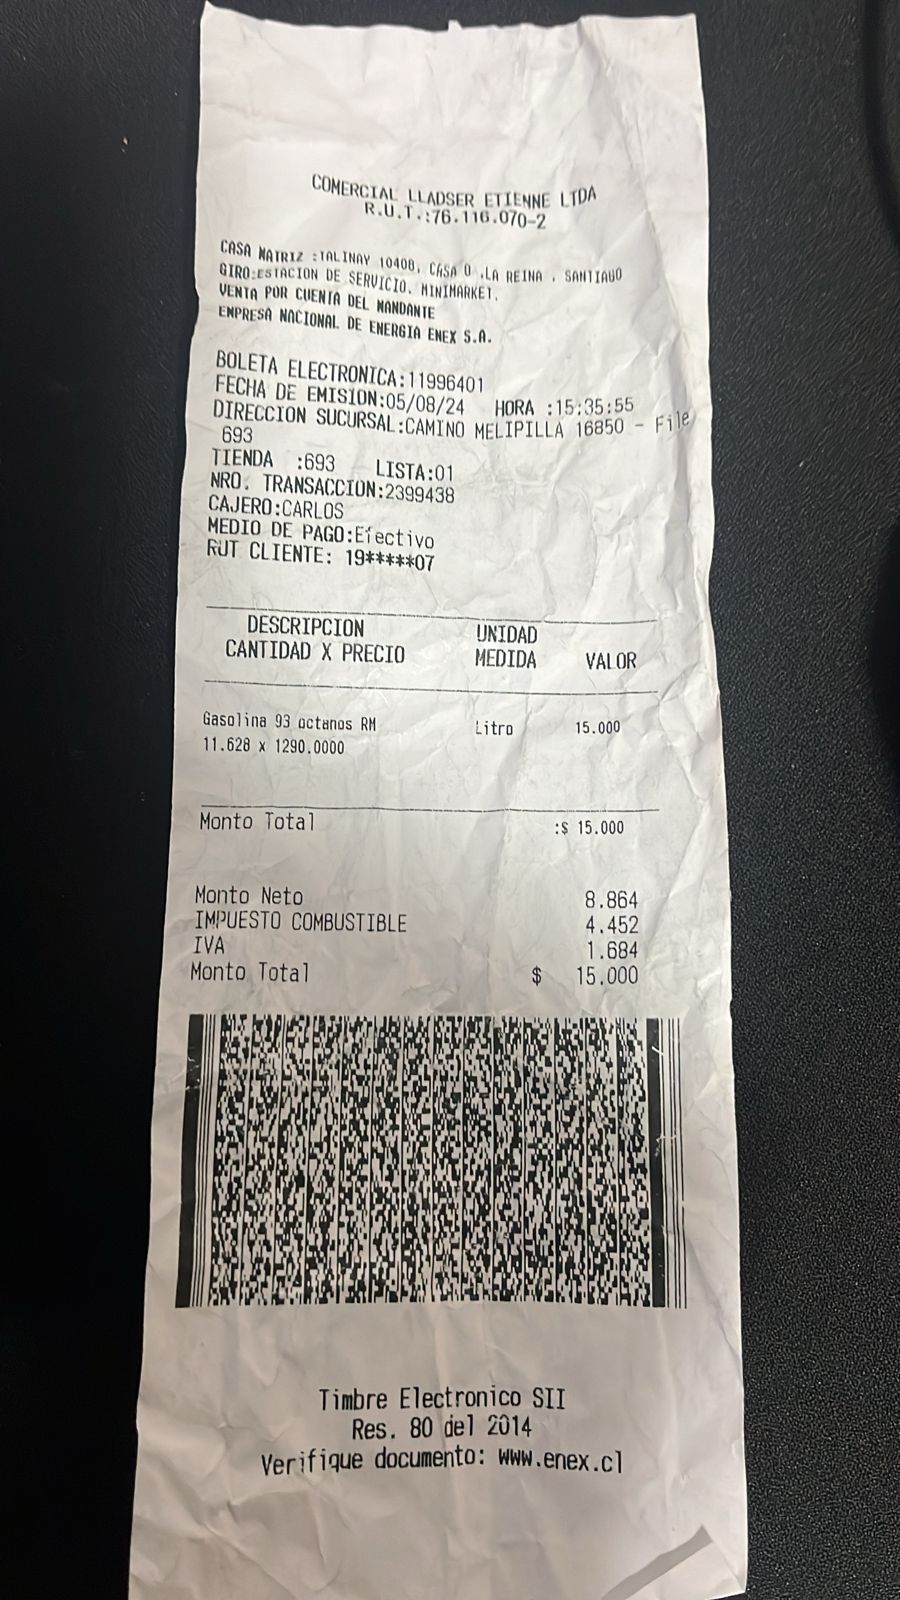 COMERCIAL LLADSER ETIENNE LTDA
R.U.T.:76.116.070-2
CASA MATRIZ :TALINAY 10408, CASA O .LA REINA . SANTIAGO
GIRO:ESTACION DE SERVICIO. MINIMARKET.
VENTA POR CUENTA DEL MANDANTE
EMPRESA NACIONAL DE ENERGIA ENEX S.A.
BOLETA ELECTRONICA:11996401
FECHA DE EMISION:05/08/24 HORA :15:35:55
DIRECCION SUCURSAL:CAMINO MELIPILLA 16850 - File
693
TIENDA :693 LISTA:01
NRO. TRANSACCION:2399438
CAJERO:CARLOS
MEDIO DE PAGO:Efectivo
RUT CLIENTE: 19*****07
DESCRIPCION UNIDAD
CANTIDAD X PRECIO MEDIDA VALOR
Gasolina 93 octanos RM Litro 15.000
11.628 x 1290.0000
Monto Total :$ 15.000
Monto Neto 8.864
IMPUESTO COMBUSTIBLE 4.452
IVA 1.684
Monto Total $ 15.000
Timbre Electronico SII
Res. 80 del 2014
Verifique documento: www.enex.cl